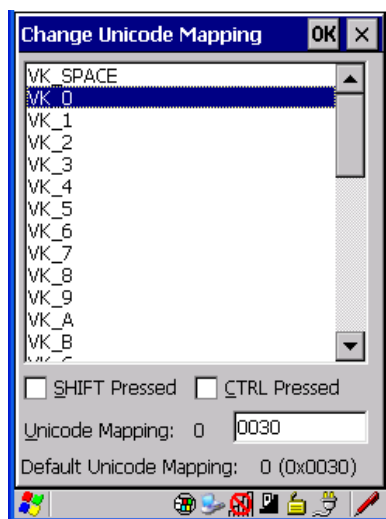 Change Unicode Mapping OK
VK_SPACE
VK_0
VK_1
VK_2
VK_3
VK_4
VK_5
VK_6
VK_7
VK_8
VK_9
VK_A
VK_B
SHIFT Pressed CTRL Pressed
Unicode Mapping: 0 0030
Default Unicode Mapping: 0 (0x0030)